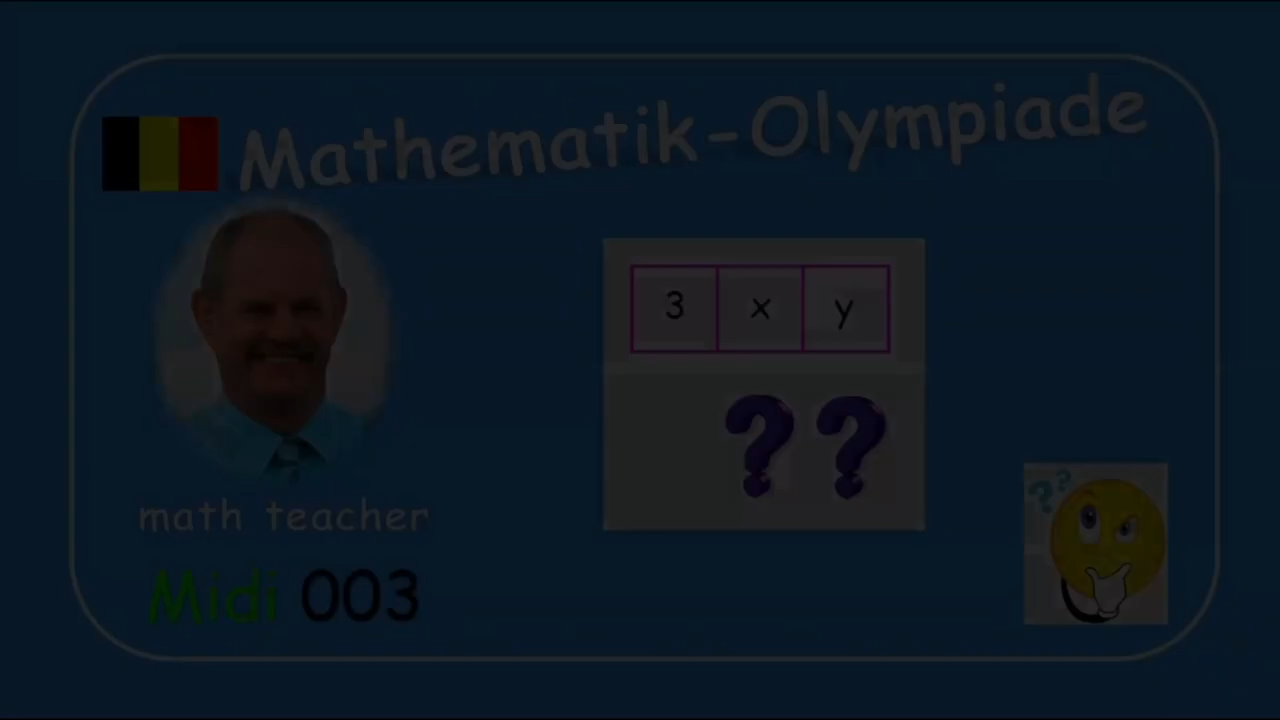 Mathematik-Olympiade
3 x y
? ?
math teacher
? ?
Midi 003